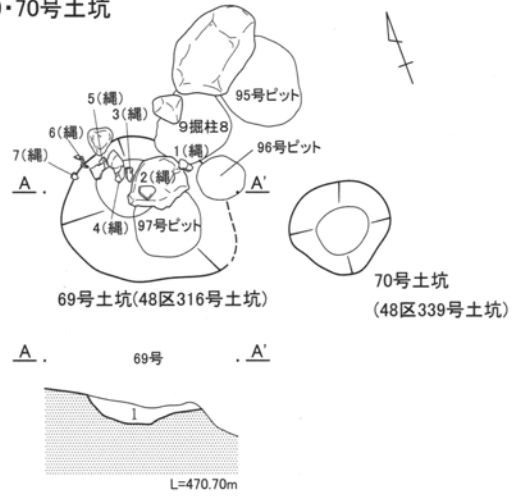 ・70号土坑
95号ピット
5(縄)
3(縄)
9掘柱8
6(縄)
1(縄)
96号ピット
7(縄)
A
2(縄)
A'
4(縄)
97号ピット
69号土坑(48区316号土坑)
70号土坑
(48区339号土坑)
A
69号
A'
1
L=470.70m